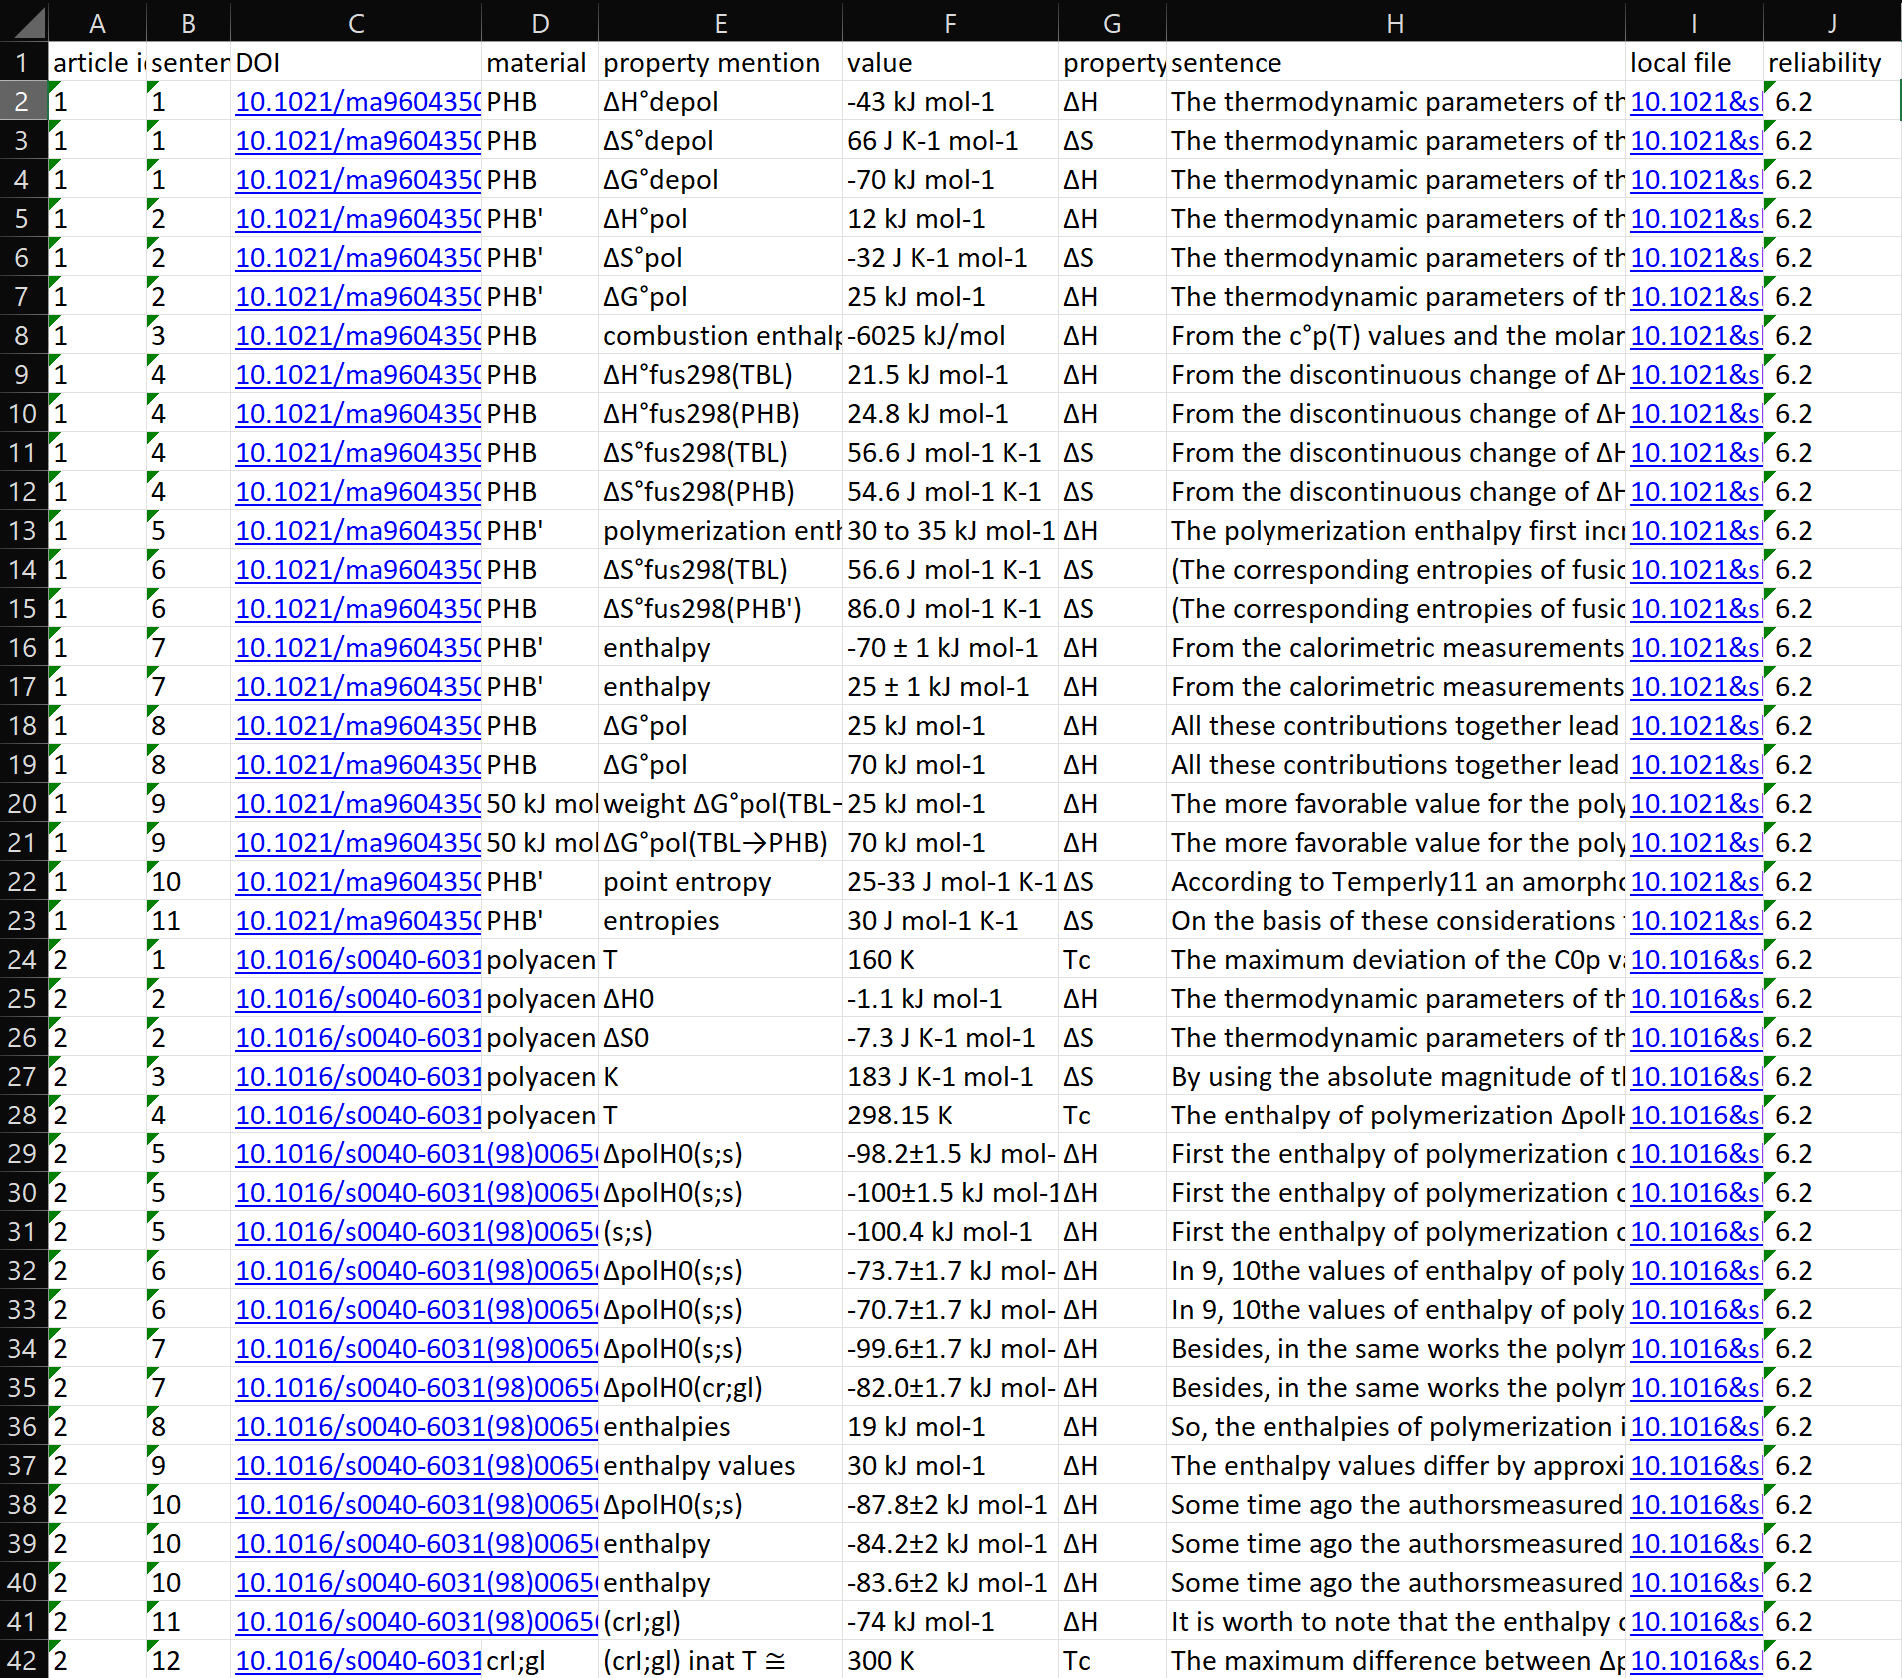 A B C D E F G H I J
1 article i senten DOI material property mention value property sentence local file reliability
2 1 1 10.1021/ma960435 PHB ΔH°depol -43 kJ mol-1 ΔH The thermodynamic parameters of th 10.1021&s 6.2
3 1 1 10.1021/ma960435 PHB ΔS°depol 66 J K-1 mol-1 ΔS The thermodynamic parameters of th 10.1021&s 6.2
4 1 1 10.1021/ma960435 PHB ΔG°depol -70 kJ mol-1 ΔH The thermodynamic parameters of th 10.1021&s 6.2
5 1 2 10.1021/ma960435 PHB' ΔH°pol 12 kJ mol-1 ΔH The thermodynamic parameters of th 10.1021&s 6.2
6 1 2 10.1021/ma960435 PHB' ΔS°pol -32 J K-1 mol-1 ΔS The thermodynamic parameters of th 10.1021&s 6.2
7 1 2 10.1021/ma960435 PHB' ΔG°pol 25 kJ mol-1 ΔH The thermodynamic parameters of th 10.1021&s 6.2
8 1 3 10.1021/ma960435 PHB combustion enthalp -6025 kJ/mol ΔH From the c°p(T) values and the molar 10.1021&s 6.2
9 1 4 10.1021/ma960435 PHB ΔH°fus298(TBL) 21.5 kJ mol-1 ΔH From the discontinuous change of ΔH 10.1021&s 6.2
10 1 4 10.1021/ma960435 PHB ΔH°fus298(PHB) 24.8 kJ mol-1 ΔH From the discontinuous change of ΔH 10.1021&s 6.2
11 1 4 10.1021/ma960435 PHB ΔS°fus298(TBL) 56.6 J mol-1 K-1 ΔS From the discontinuous change of ΔH 10.1021&s 6.2
12 1 4 10.1021/ma960435 PHB ΔS°fus298(PHB) 54.6 J mol-1 K-1 ΔS From the discontinuous change of ΔH 10.1021&s 6.2
13 1 5 10.1021/ma960435 PHB' polymerization enth 30 to 35 kJ mol-1 ΔH The polymerization enthalpy first incr 10.1021&s 6.2
14 1 6 10.1021/ma960435 PHB ΔS°fus298(TBL) 56.6 J mol-1 K-1 ΔS (The corresponding entropies of fusio 10.1021&s 6.2
15 1 6 10.1021/ma960435 PHB ΔS°fus298(PHB') 86.0 J mol-1 K-1 ΔS (The corresponding entropies of fusio 10.1021&s 6.2
16 1 7 10.1021/ma960435 PHB' enthalpy -70 ± 1 kJ mol-1 ΔH From the calorimetric measurements 10.1021&s 6.2
17 1 7 10.1021/ma960435 PHB' enthalpy 25 ± 1 kJ mol-1 ΔH From the calorimetric measurements 10.1021&s 6.2
18 1 8 10.1021/ma960435 PHB ΔG°pol 25 kJ mol-1 ΔH All these contributions together lead 10.1021&s 6.2
19 1 8 10.1021/ma960435 PHB ΔG°pol 70 kJ mol-1 ΔH All these contributions together lead 10.1021&s 6.2
20 1 9 10.1021/ma960435 50 kJ mol weight ΔG°pol(TBL- 25 kJ mol-1 ΔH The more favorable value for the poly 10.1021&s 6.2
21 1 9 10.1021/ma960435 50 kJ mol ΔG°pol(TBL→PHB) 70 kJ mol-1 ΔH The more favorable value for the poly 10.1021&s 6.2
22 1 10 10.1021/ma960435 PHB' point entropy 25-33 J mol-1 K-1 ΔS According to Temperly11 an amorpho 10.1021&s 6.2
23 1 11 10.1021/ma960435 PHB' entropies 30 J mol-1 K-1 ΔS On the basis of these considerations 10.1021&s 6.2
24 2 1 10.1016/s0040-6031 polyacen T 160 K Tc The maximum deviation of the C0p va 10.1016&s 6.2
25 2 2 10.1016/s0040-6031 polyacen ΔH0 -1.1 kJ mol-1 ΔH The thermodynamic parameters of th 10.1016&s 6.2
26 2 2 10.1016/s0040-6031 polyacen ΔS0 -7.3 J K-1 mol-1 ΔS The thermodynamic parameters of th 10.1016&s 6.2
27 2 3 10.1016/s0040-6031 polyacen K 183 J K-1 mol-1 ΔS By using the absolute magnitude of tl 10.1016&s 6.2
28 2 4 10.1016/s0040-6031 polyacen T 298.15 K Tc The enthalpy of polymerization ΔpolH 10.1016&s 6.2
29 2 5 10.1016/s0040-6031(98)0065 ΔpolH0(s;s) -98.2±1.5 kJ mol- ΔH First the enthalpy of polymerization o 10.1016&s 6.2
30 2 5 10.1016/s0040-6031(98)0065 ΔpolH0(s;s) -100±1.5 kJ mol-1 ΔH First the enthalpy of polymerization o 10.1016&s 6.2
31 2 5 10.1016/s0040-6031(98)0065 (s;s) -100.4 kJ mol-1 ΔH First the enthalpy of polymerization o 10.1016&s 6.2
32 2 6 10.1016/s0040-6031(98)0065 ΔpolH0(s;s) -73.7±1.7 kJ mol- ΔH In 9, 10the values of enthalpy of poly 10.1016&s 6.2
33 2 6 10.1016/s0040-6031(98)0065 ΔpolH0(s;s) -70.7±1.7 kJ mol- ΔH In 9, 10the values of enthalpy of poly 10.1016&s 6.2
34 2 7 10.1016/s0040-6031(98)0065 ΔpolH0(s;s) -99.6±1.7 kJ mol- ΔH Besides, in the same works the polym 10.1016&s 6.2
35 2 7 10.1016/s0040-6031(98)0065 ΔpolH0(cr;gl) -82.0±1.7 kJ mol- ΔH Besides, in the same works the polym 10.1016&s 6.2
36 2 8 10.1016/s0040-6031(98)0065 enthalpies 19 kJ mol-1 ΔH So, the enthalpies of polymerization i 10.1016&s 6.2
37 2 9 10.1016/s0040-6031(98)0065 enthalpy values 30 kJ mol-1 ΔH The enthalpy values differ by approxi 10.1016&s 6.2
38 2 10 10.1016/s0040-6031(98)0065 ΔpolH0(s;s) -87.8±2 kJ mol-1 ΔH Some time ago the authorsmeasured 10.1016&s 6.2
39 2 10 10.1016/s0040-6031(98)0065 enthalpy -84.2±2 kJ mol-1 ΔH Some time ago the authorsmeasured 10.1016&s 6.2
40 2 10 10.1016/s0040-6031(98)0065 enthalpy -83.6±2 kJ mol-1 ΔH Some time ago the authorsmeasured 10.1016&s 6.2
41 2 11 10.1016/s0040-6031(98)0065 (crI;gl) -74 kJ mol-1 ΔH It is worth to note that the enthalpy o 10.1016&s 6.2
42 2 12 10.1016/s0040-6031 crI;gl (crI;gl) inat T ≅ 300 K Tc The maximum difference between Δp 10.1016&s 6.2